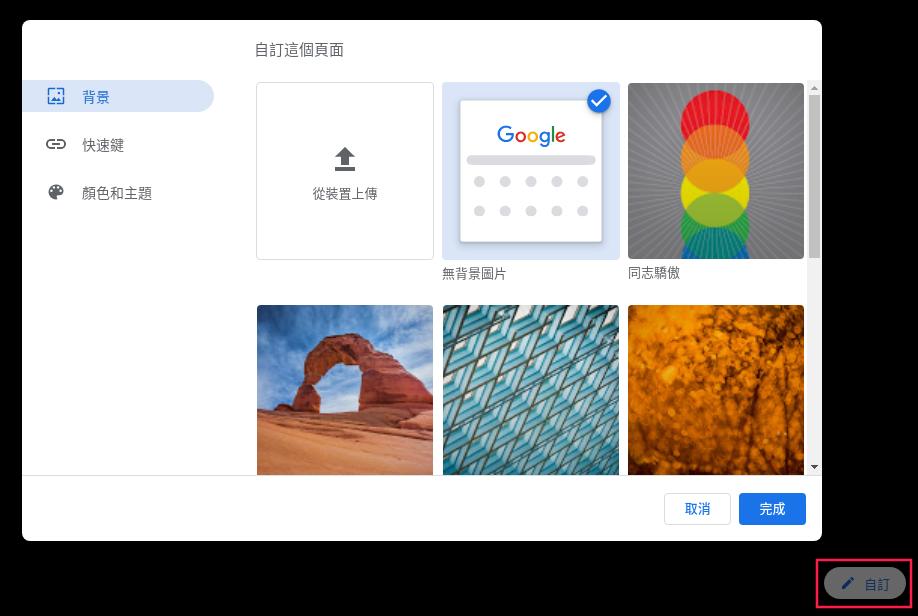 自訂這個頁面
背景
快速鍵
顏色和主題
從裝置上傳
Google
無背景圖片
同志驕傲
取消
完成
自訂